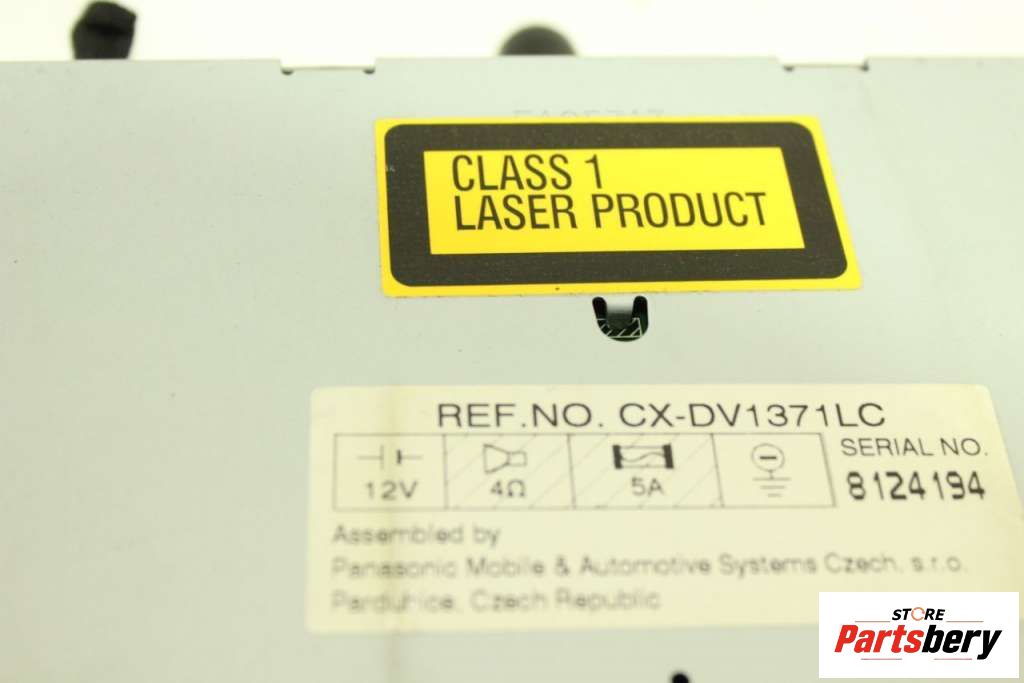 CLASS 1
LASER PRODUCT
REF.NO. CX-DV1371LC
12V 4Ω 5A
SERIAL NO.
8124194
Assembled by
Panasonic Mobile & Automotive Systems Czech, s.r.o.
Pardubice, Czech Republic
STORE
Partsbery